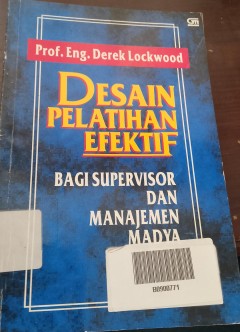 Prof. Eng. Derek Lockwood
DESAIN
PELATIHAN
EFEKTIF
BAGI SUPERVISOR
DAN
MANAJEMEN
MADYA